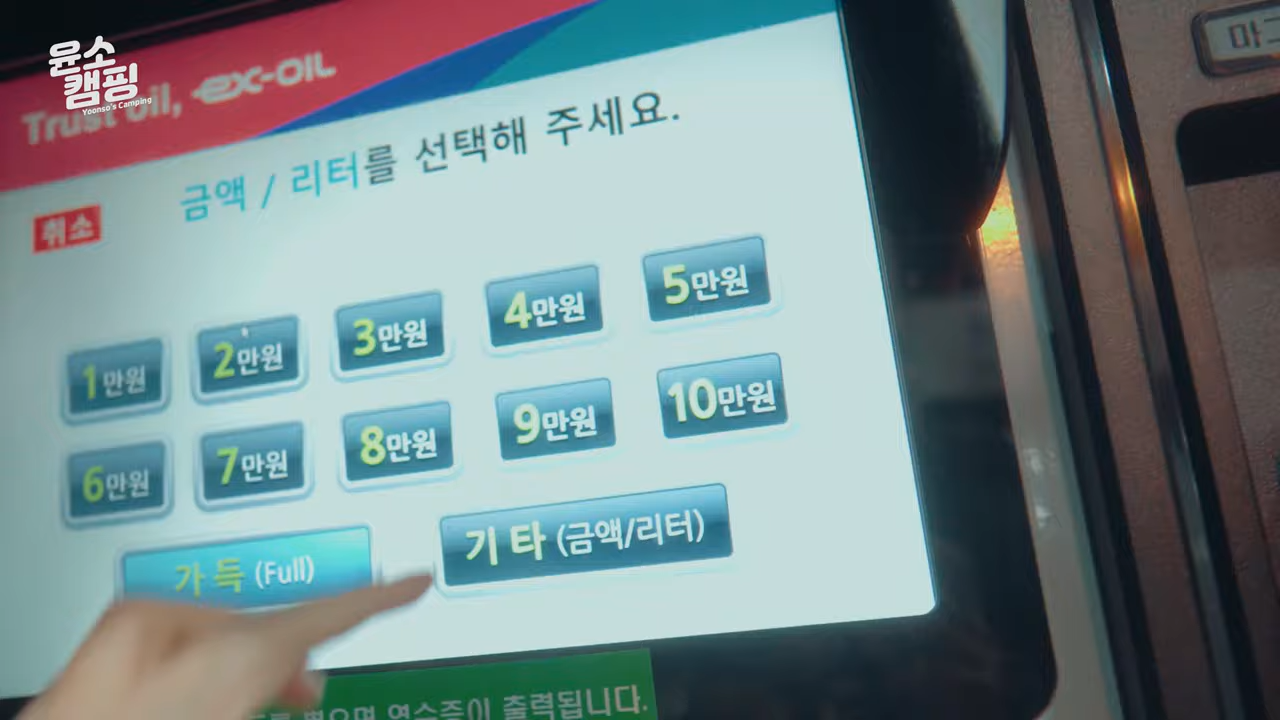 윤소
캠핑
Yoonso's Camping
Trust oil, ex-OIL
금액 / 리터를 선택해 주세요.
취소
1만원
2만원
3만원
4만원
5만원
6만원
7만원
8만원
9만원
10만원
가 득 (Full)
기 타 (금액/리터)
뽑으면 영수증이 출력됩니다.